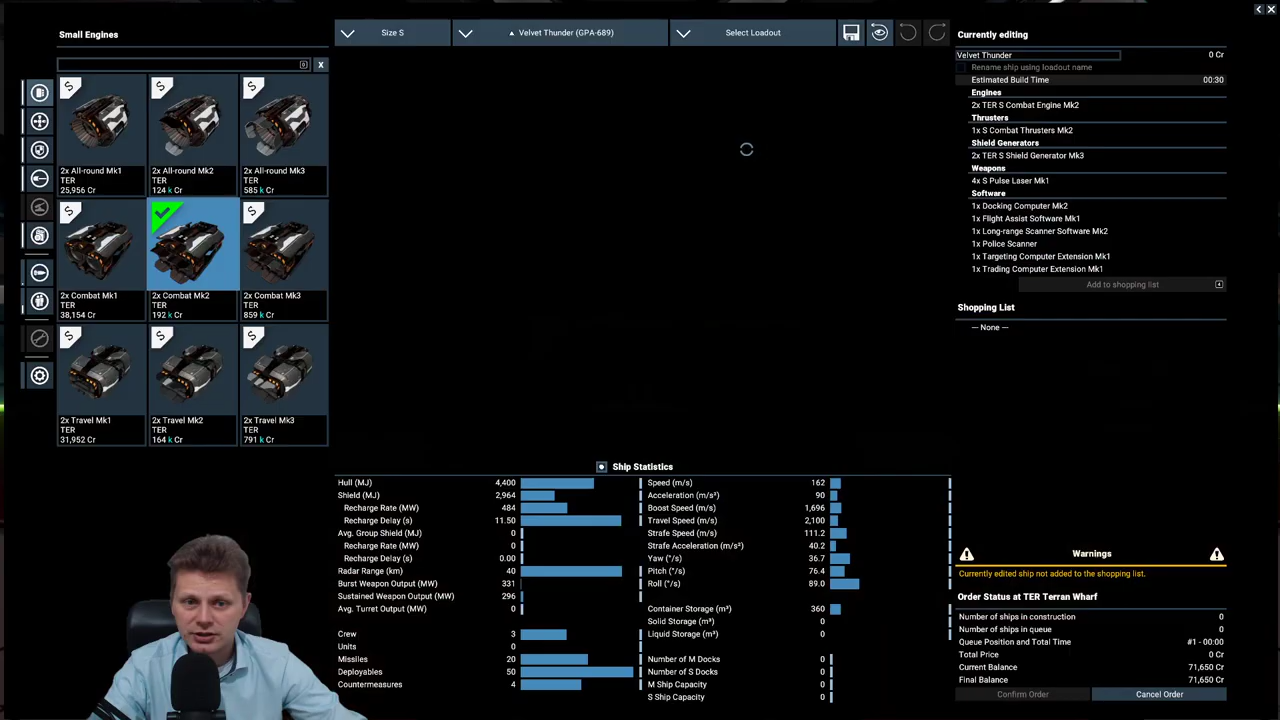 Small Engines
x
2x All-round Mk1
TER
25,956 Cr
2x All-round Mk2
TER
124 k Cr
2x All-round Mk3
TER
585 k Cr
2x Combat Mk1
TER
38,154 Cr
2x Combat Mk2
TER
192 k Cr
2x Combat Mk3
TER
859 k Cr
2x Travel Mk1
TER
31,952 Cr
2x Travel Mk2
TER
164 k Cr
2x Travel Mk3
TER
791 k Cr
Size S
Velvet Thunder (GPA-689)
Select Loadout
Ship Statistics
Hull (MJ) 4,400
Shield (MJ) 2,964
Recharge Rate (MW) 484
Recharge Delay (s) 11.50
Avg. Group Shield (MJ) 0
Recharge Rate (MW) 0
Recharge Delay (s) 0.00
Radar Range (km) 40
Burst Weapon Output (MW) 331
Sustained Weapon Output (MW) 296
Avg. Turret Output (MW) 0
Crew 3
Units 0
Missiles 20
Deployables 50
Countermeasures 4
Speed (m/s) 162
Acceleration (m/s²) 90
Boost Speed (m/s) 1,696
Travel Speed (m/s) 2,100
Strafe Speed (m/s) 111.2
Strafe Acceleration (m/s²) 40.2
Yaw (°/s) 36.7
Pitch (°/s) 76.4
Roll (°/s) 89.0
Container Storage (m³) 360
Solid Storage (m³) 0
Liquid Storage (m³) 0
Number of M Docks 0
Number of S Docks 0
M Ship Capacity 0
S Ship Capacity 0
Currently editing
Velvet Thunder 0 Cr
Rename ship using loadout name
Estimated Build Time 00:30
Engines
2x TER S Combat Engine Mk2
Thrusters
1x S Combat Thrusters Mk2
Shield Generators
2x TER S Shield Generator Mk3
Weapons
4x S Pulse Laser Mk1
Software
1x Docking Computer Mk2
1x Flight Assist Software Mk1
1x Long-range Scanner Software Mk2
1x Police Scanner
1x Targeting Computer Extension Mk1
1x Trading Computer Extension Mk1
Add to shopping list
Shopping List
— None —
Warnings
Currently edited ship not added to the shopping list.
Order Status at TER Terran Wharf
Number of ships in construction 0
Number of ships in queue 0
Queue Position and Total Time #1 - 00:00
Total Price 0 Cr
Current Balance 71,650 Cr
Final Balance 71,650 Cr
Confirm Order
Cancel Order